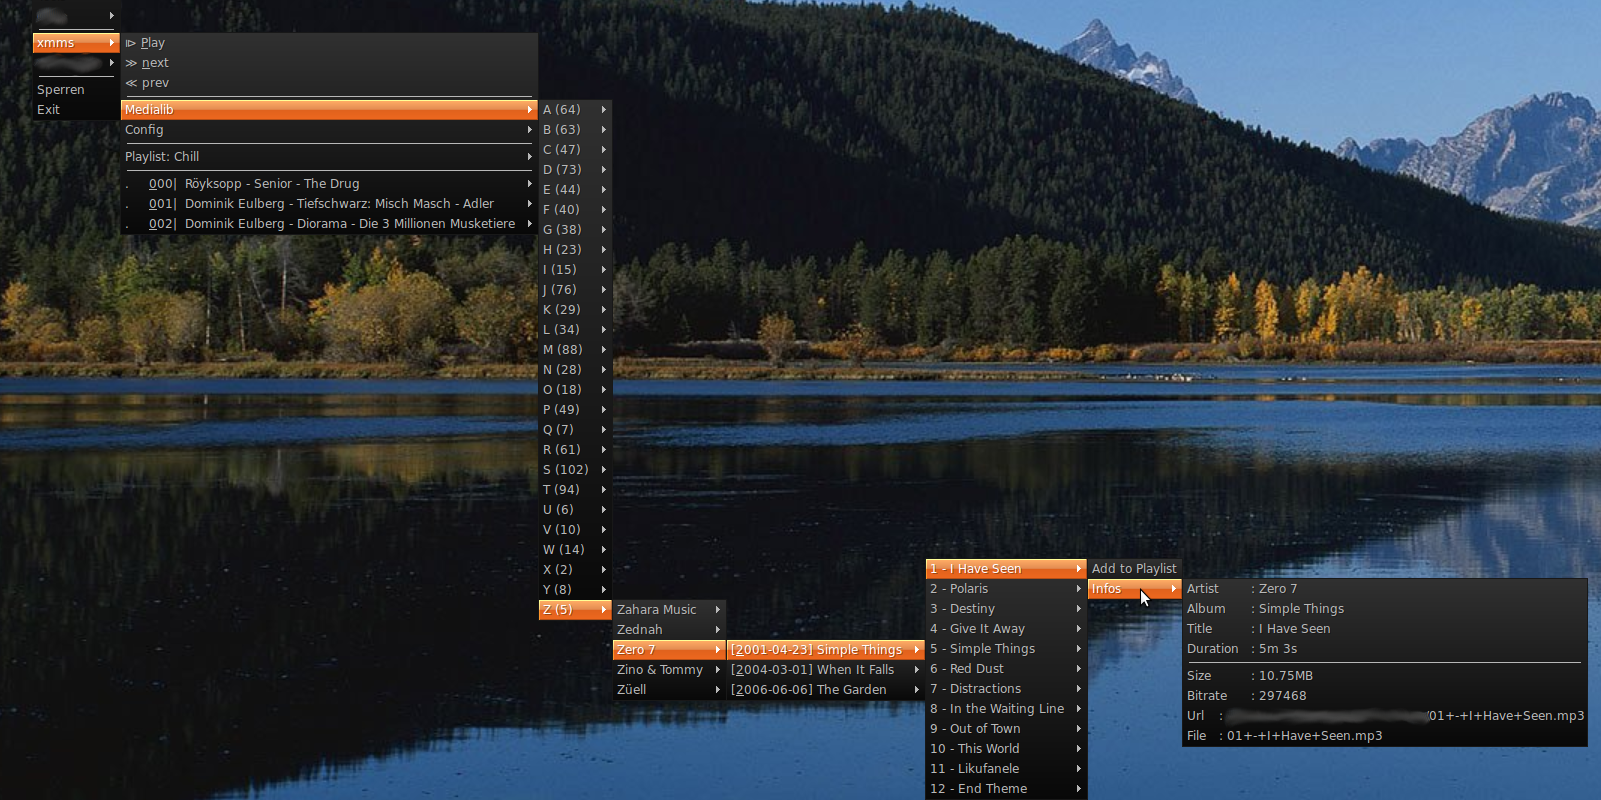 xmms
Sperren
Exit
⧐ Play
≫ next
≪ prev
Medialib
Config
Playlist: Chill
. 000| Röyksopp - Senior - The Drug
. 001| Dominik Eulberg - Tiefschwarz: Misch Masch - Adler
. 002| Dominik Eulberg - Diorama - Die 3 Millionen Musketiere
A (64)
B (63)
C (47)
D (73)
E (44)
F (40)
G (38)
H (23)
I (15)
J (76)
K (29)
L (34)
M (88)
N (28)
O (18)
P (49)
Q (7)
R (61)
S (102)
T (94)
U (6)
V (10)
W (14)
X (2)
Y (8)
Z (5)
Zahara Music
Zednah
Zero 7
Zino & Tommy
Züell
[2001-04-23] Simple Things
[2004-03-01] When It Falls
[2006-06-06] The Garden
1 - I Have Seen
2 - Polaris
3 - Destiny
4 - Give It Away
5 - Simple Things
6 - Red Dust
7 - Distractions
8 - In the Waiting Line
9 - Out of Town
10 - This World
11 - Likufanele
12 - End Theme
Add to Playlist
Infos
Artist : Zero 7
Album : Simple Things
Title : I Have Seen
Duration : 5m 3s
Size : 10.75MB
Bitrate : 297468
Url : /01+-+I+Have+Seen.mp3
File : 01+-+I+Have+Seen.mp3